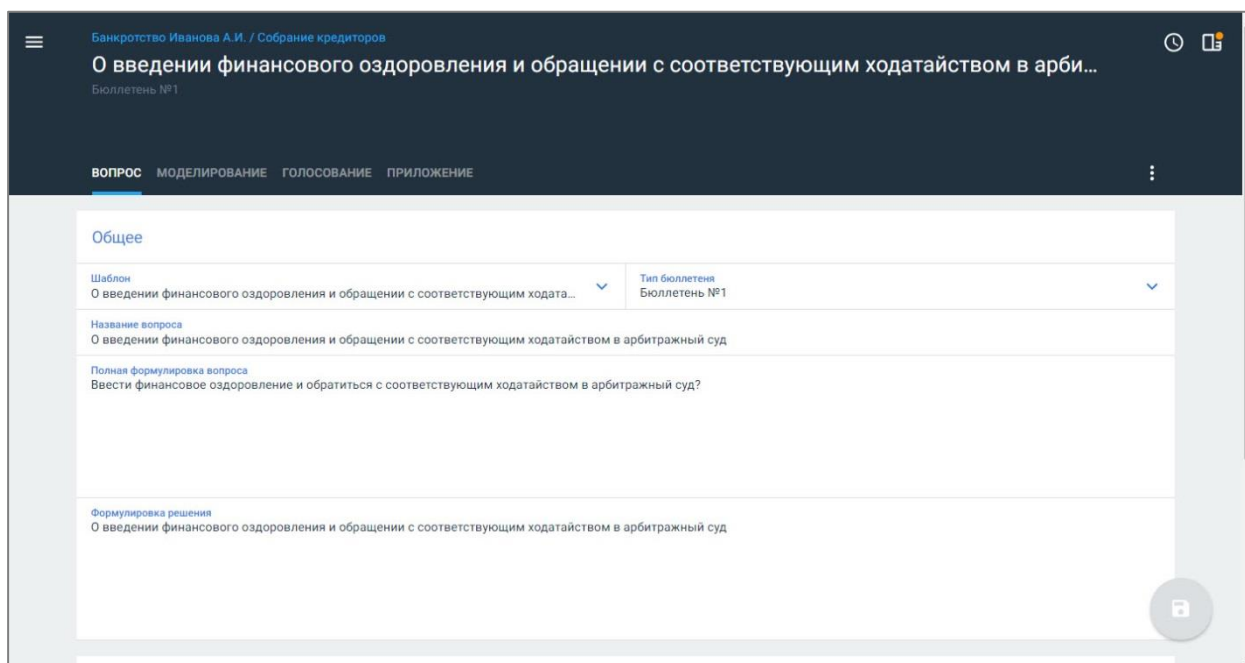 Банкротство Иванова А.И. / Собрание кредиторов
О введении финансового оздоровления и обращении с соответствующим ходатайством в арби...
Бюллетень №1
ВОПРОС МОДЕЛИРОВАНИЕ ГОЛОСОВАНИЕ ПРИЛОЖЕНИЕ
Общее
Шаблон
О введении финансового оздоровления и обращении с соответствующим ходата...
Тип бюллетеня
Бюллетень №1
Название вопроса
О введении финансового оздоровления и обращении с соответствующим ходатайством в арбитражный суд
Полная формулировка вопроса
Ввести финансовое оздоровление и обратиться с соответствующим ходатайством в арбитражный суд?
Формулировка решения
О введении финансового оздоровления и обращении с соответствующим ходатайством в арбитражный суд